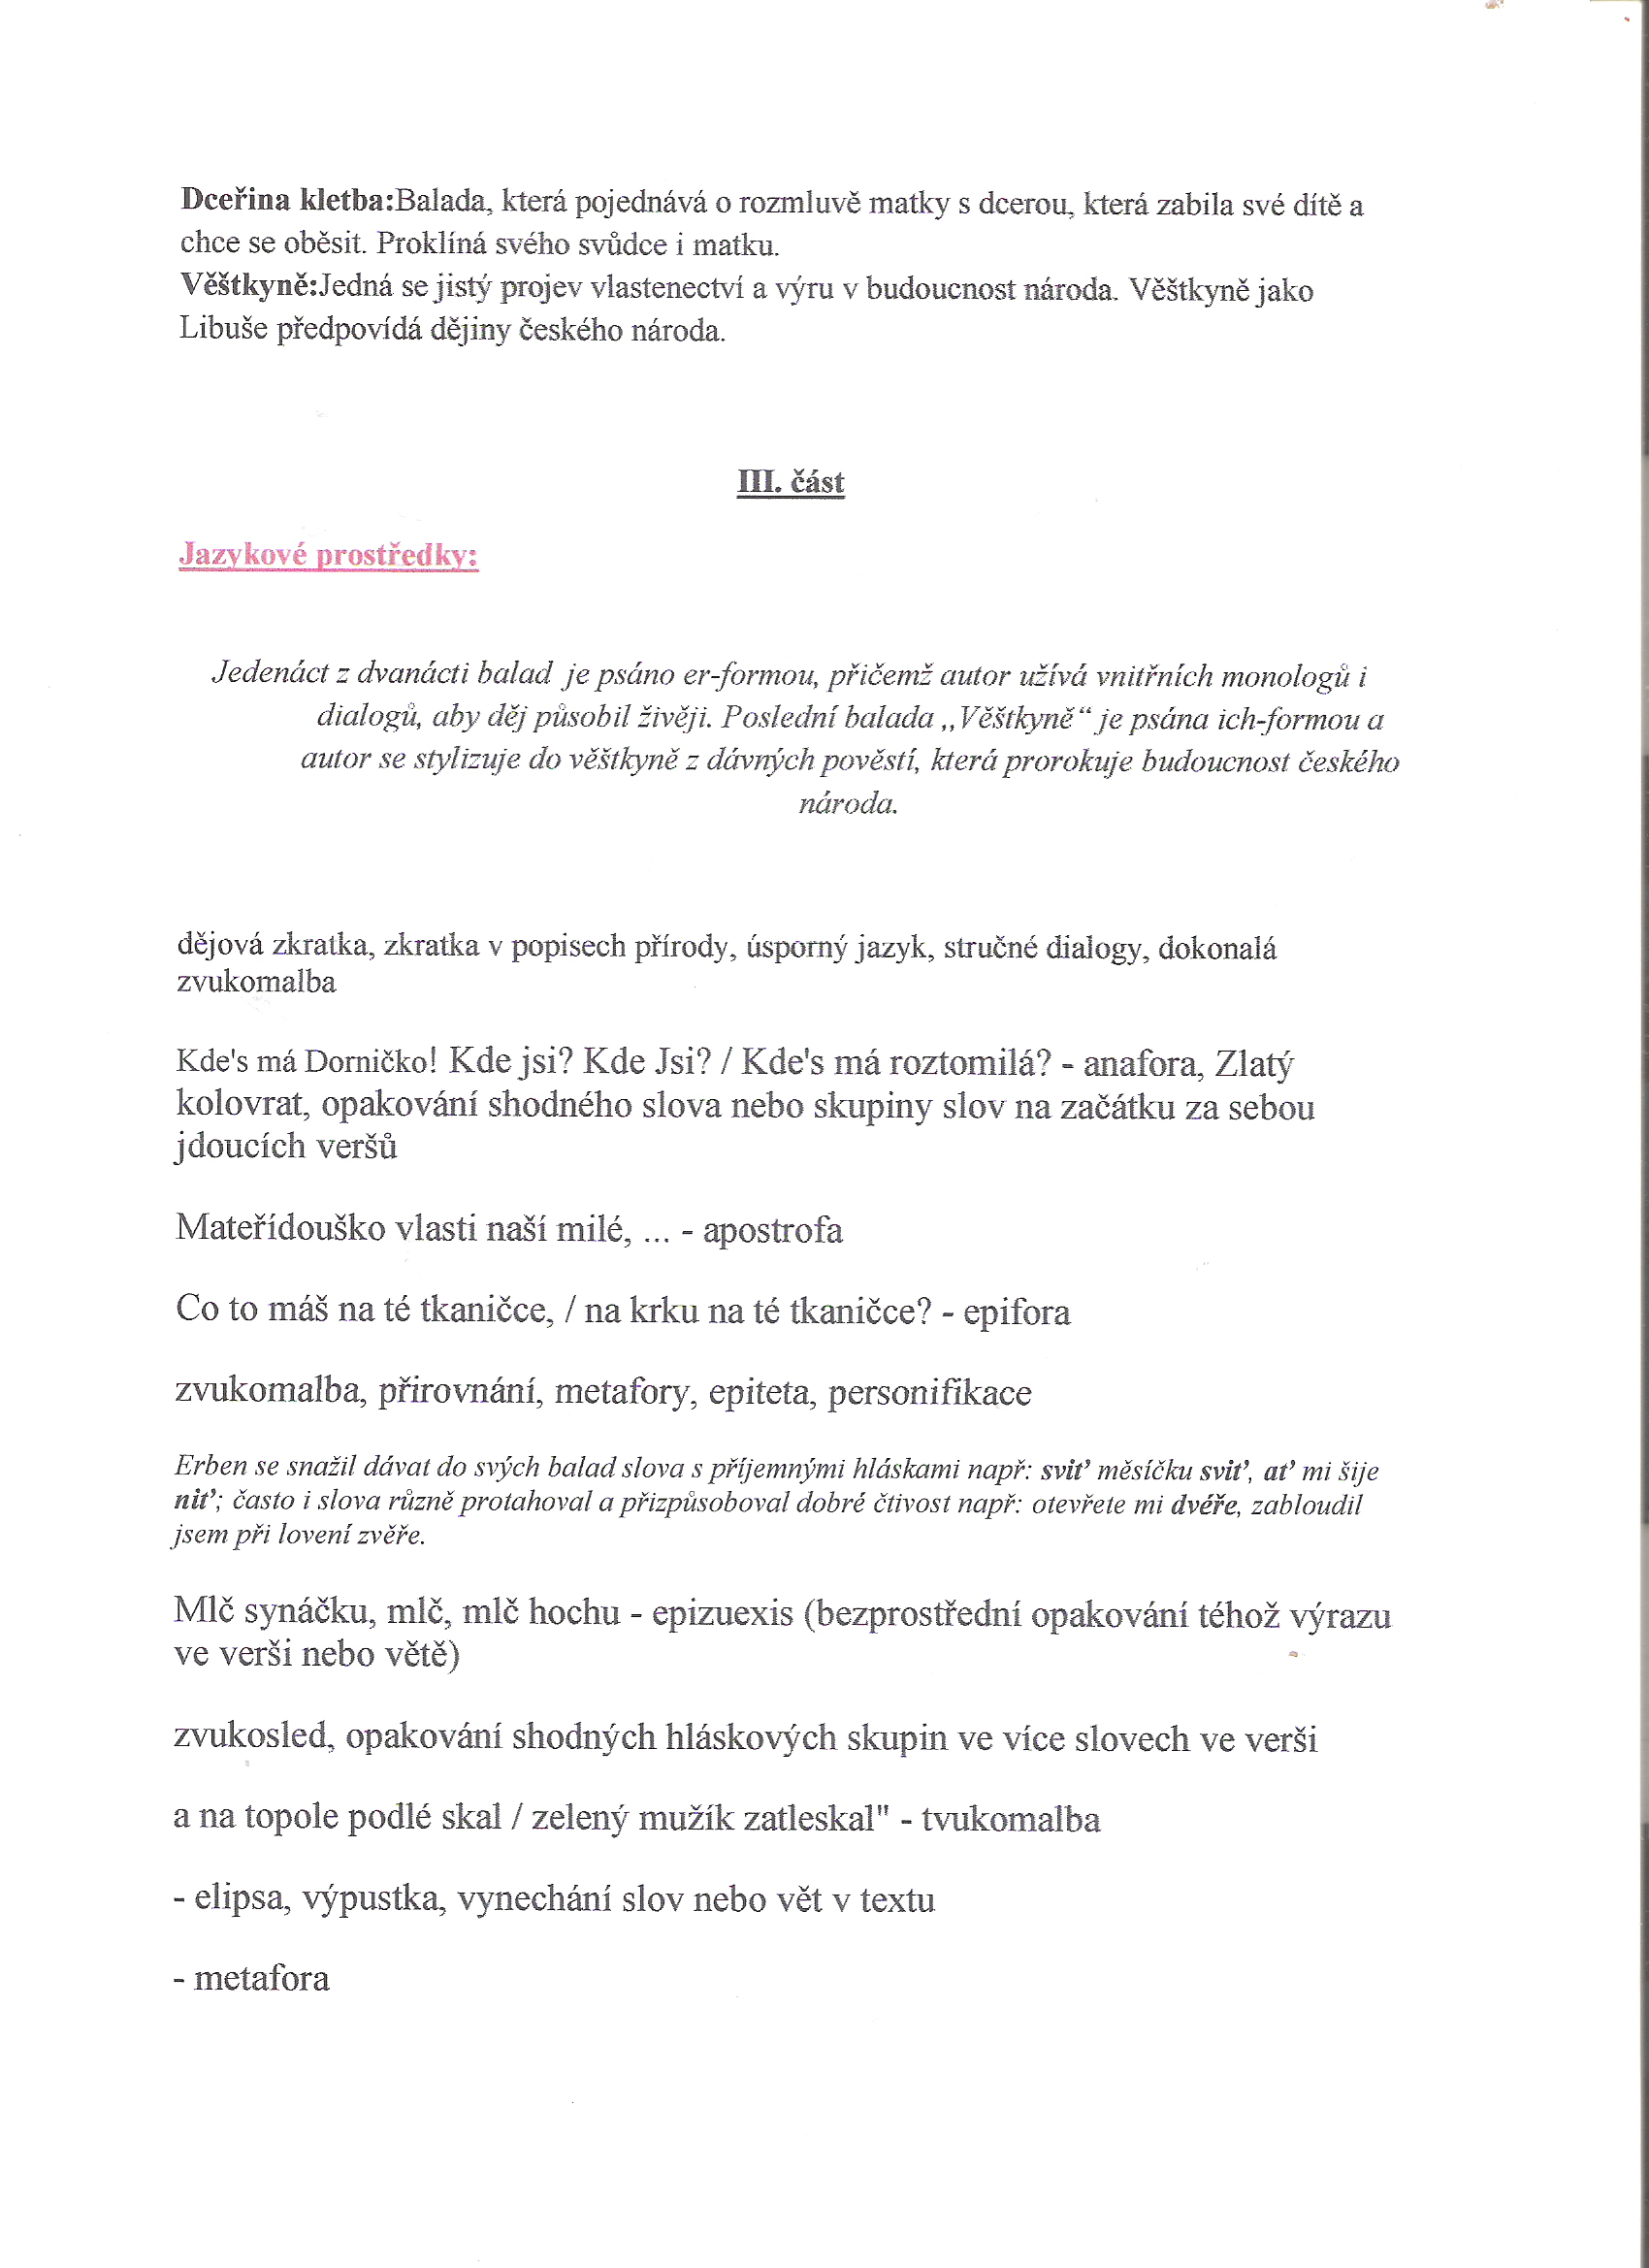 Dceřina kletba:Balada, která pojednává o rozmluvě matky s dcerou, která zabila své dítě a
chce se oběsit. Proklíná svého svůdce i matku.
Věštkyně:Jedná se jistý projev vlastenectví a výru v budoucnost národa. Věštkyně jako
Libuše předpovídá dějiny českého národa.
III. část
Jazykové prostředky:
Jedenáct z dvanácti balad je psáno er-formou, přičemž autor užívá vnitřních monologů i
dialogů, aby děj působil živěji. Poslední balada „Věštkyně“ je psána ich-formou a
autor se stylizuje do věštkyně z dávných pověstí, která prorokuje budoucnost českého
národa.
dějová zkratka, zkratka v popisech přírody, úsporný jazyk, stručné dialogy, dokonalá
zvukomalba
Kde's má Dorničko! Kde jsi? Kde Jsi? / Kde's má roztomilá? - anafora, Zlatý
kolovrat, opakování shodného slova nebo skupiny slov na začátku za sebou
jdoucích veršů
Mateřídouško vlasti naší milé, ... - apostrofa
Co to máš na té tkaničce, / na krku na té tkaničce? - epifora
zvukomalba, přirovnání, metafory, epiteta, personifikace
Erben se snažil dávat do svých balad slova s příjemnými hláskami např: sviť měsíčku sviť, ať mi šije
niť; často i slova různě protahoval a přizpůsoboval dobré čtivost např: otevřete mi dvéře, zabloudil
jsem při lovení zvěře.
Mlč synáčku, mlč, mlč hochu - epizuexis (bezprostřední opakování téhož výrazu
ve verši nebo větě)
zvukosled, opakování shodných hláskových skupin ve více slovech ve verši
a na topole podlé skal / zelený mužík zatleskal" - tvukomalba
- elipsa, výpustka, vynechání slov nebo vět v textu
- metafora